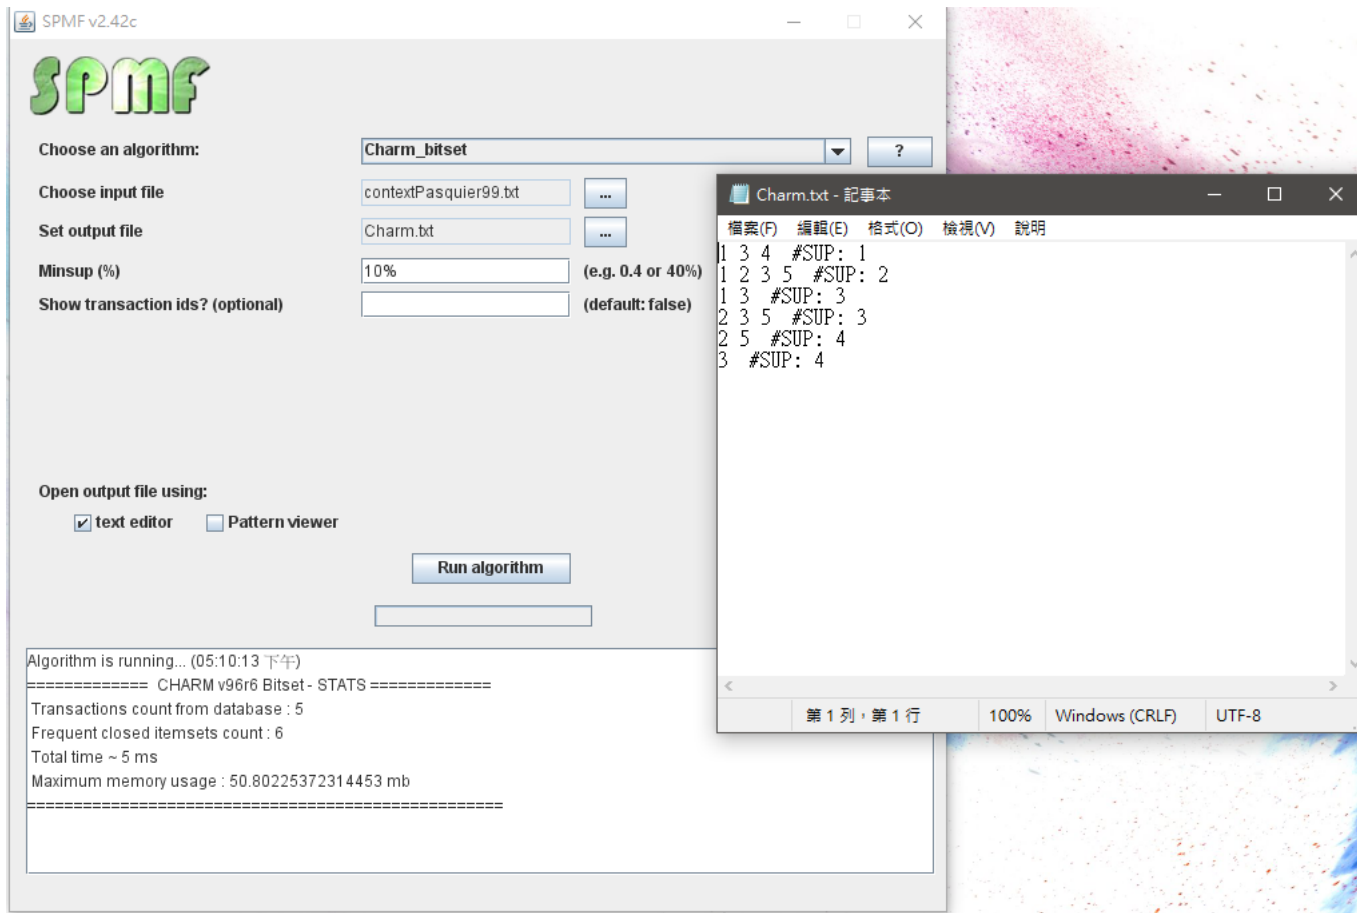 SPMF v2.42c
SPMF
Choose an algorithm: Charm_bitset ?
Choose input file contextPasquier99.txt ...
Set output file Charm.txt ...
Minsup (%) 10% (e.g. 0.4 or 40%)
Show transaction ids? (optional) (default: false)
Open output file using:
text editor Pattern viewer
Run algorithm
Algorithm is running... (05:10:13 下午)
============= CHARM v96r6 Bitset - STATS =============
Transactions count from database : 5
Frequent closed itemsets count : 6
Total time ~ 5 ms
Maximum memory usage : 50.80225372314453 mb
===================================================
Charm.txt - 記事本
檔案(F) 編輯(E) 格式(O) 檢視(V) 說明
1 3 4 #SUP: 1
1 2 3 5 #SUP: 2
1 3 #SUP: 3
2 3 5 #SUP: 3
2 5 #SUP: 4
3 #SUP: 4
第 1 列，第 1 行 100% Windows (CRLF) UTF-8